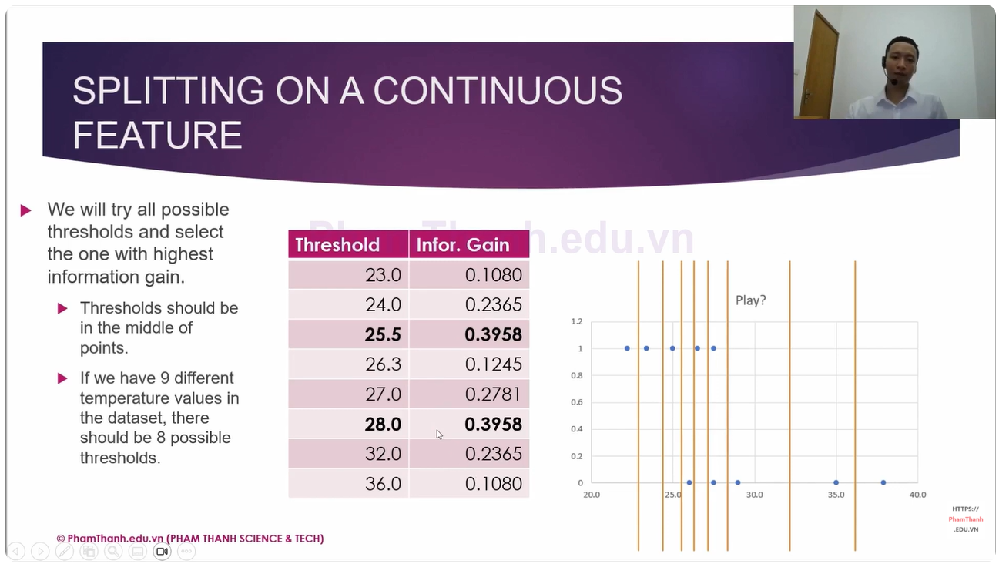 SPLITTING ON A CONTINUOUS
FEATURE
We will try all possible
thresholds and select
the one with highest
information gain.
Thresholds should be
in the middle of
points.
If we have 9 different
temperature values in
the dataset, there
should be 8 possible
thresholds.
PhamThanh.edu.vn
Threshold Infor. Gain
23.0 0.1080
24.0 0.2365
25.5 0.3958
26.3 0.1245
27.0 0.2781
28.0 0.3958
32.0 0.2365
36.0 0.1080
Play?
1.2
1
0.8
0.6
0.4
0.2
0
20.0 25.0 30.0 35.0 40.0
HTTPS://
PhamThanh
.EDU.VN
© PhamThanh.edu.vn (PHAM THANH SCIENCE & TECH)